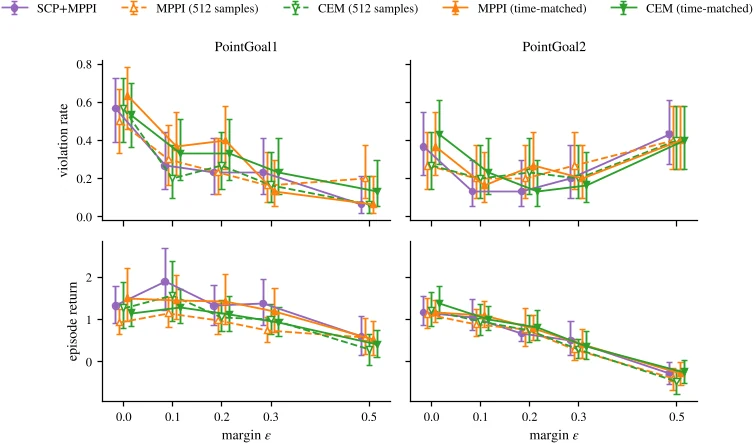 SCP+MPPI MPPI (512 samples) CEM (512 samples) MPPI (time-matched) CEM (time-matched)
PointGoal1 PointGoal2
violation rate
0.8
0.6
0.4
0.2
0.0
episode return
2
1
0
0.0 0.1 0.2 0.3 0.5 0.0 0.1 0.2 0.3 0.5
margin ε margin ε